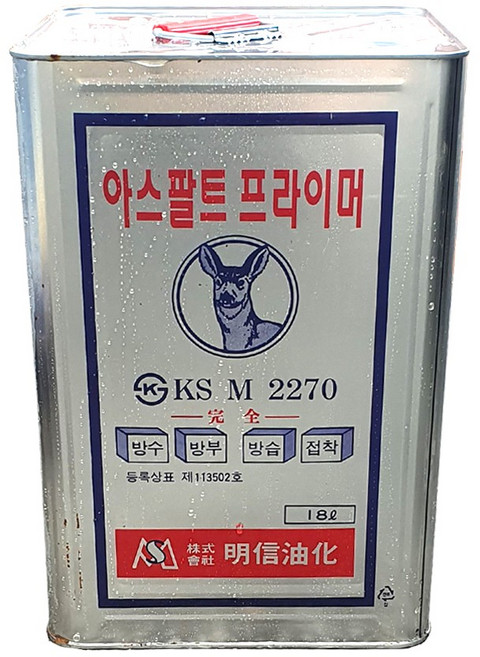 아스팔트 프라이머
KS M 2270
完全
방수 방부 방습 접착
등록상표 제113502호
18ℓ
株式會社 明信油化